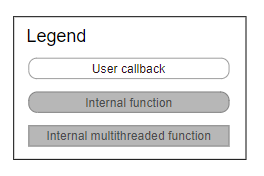 Legend
User callback
Internal function
Internal multithreaded function